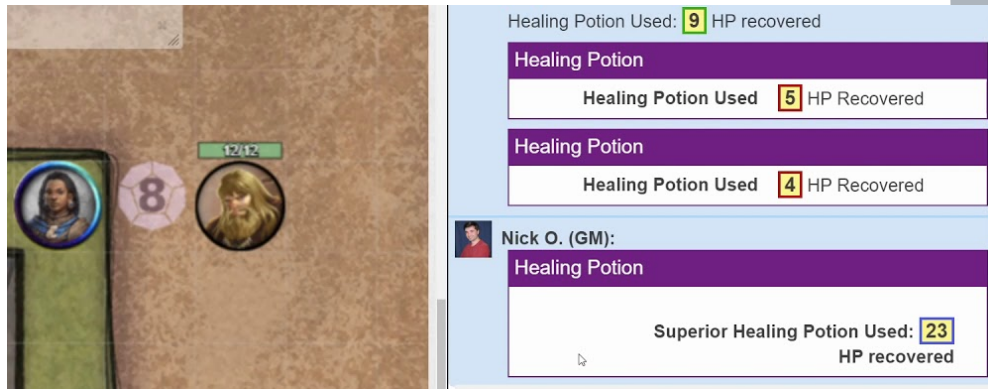 12/12
8
Healing Potion Used: 9 HP recovered
Healing Potion
Healing Potion Used 5 HP Recovered
Healing Potion
Healing Potion Used 4 HP Recovered
Nick O. (GM):
Healing Potion
Superior Healing Potion Used: 23
HP recovered